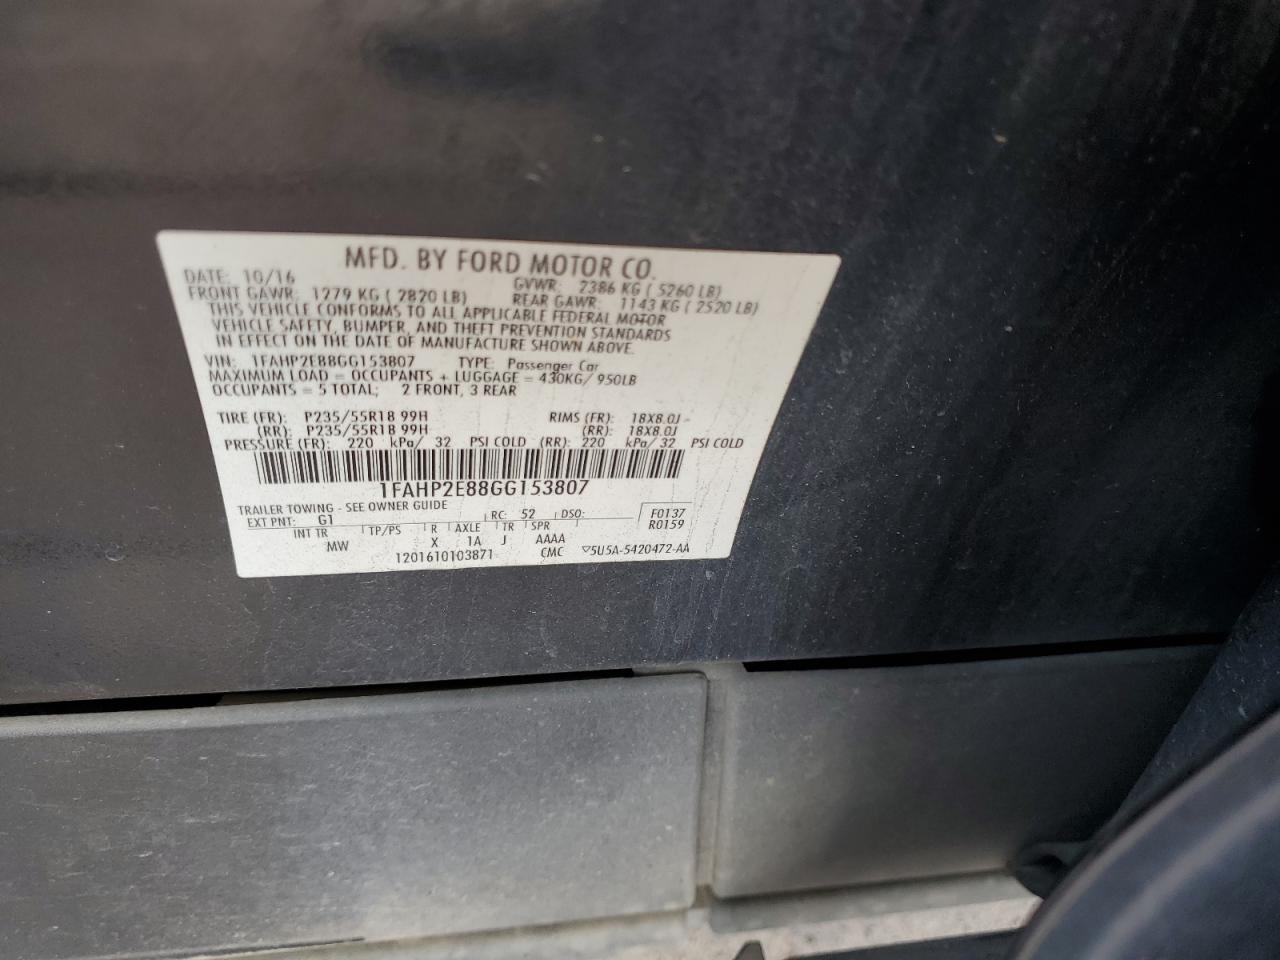 MFD. BY FORD MOTOR CO.
DATE: 10/16 GVWR: 2386 KG ( 5260 LB)
FRONT GAWR: 1279 KG ( 2820 LB) REAR GAWR: 1143 KG ( 2520 LB)
THIS VEHICLE CONFORMS TO ALL APPLICABLE FEDERAL MOTOR
VEHICLE SAFETY, BUMPER, AND THEFT PREVENTION STANDARDS
IN EFFECT ON THE DATE OF MANUFACTURE SHOWN ABOVE.
VIN: 1FAHP2E88GG153807 TYPE: Passenger Car
MAXIMUM LOAD = OCCUPANTS + LUGGAGE = 430KG/ 950LB
OCCUPANTS = 5 TOTAL; 2 FRONT, 3 REAR
TIRE (FR): P235/55R18 99H RIMS (FR): 18X8.0J
(RR): P235/55R18 99H (RR): 18X8.0J
PRESSURE (FR): 220 kPa/ 32 PSI COLD (RR): 220 kPa/ 32 PSI COLD
1FAHP2E88GG153807
TRAILER TOWING - SEE OWNER GUIDE
EXT PNT: G1 RC: 52 DSO: F0137
R0159
INT TR TP/PS R AXLE TR SPR
MW X 1A J AAAA
1201610103871 CMC ▽5U5A-5420472-AA